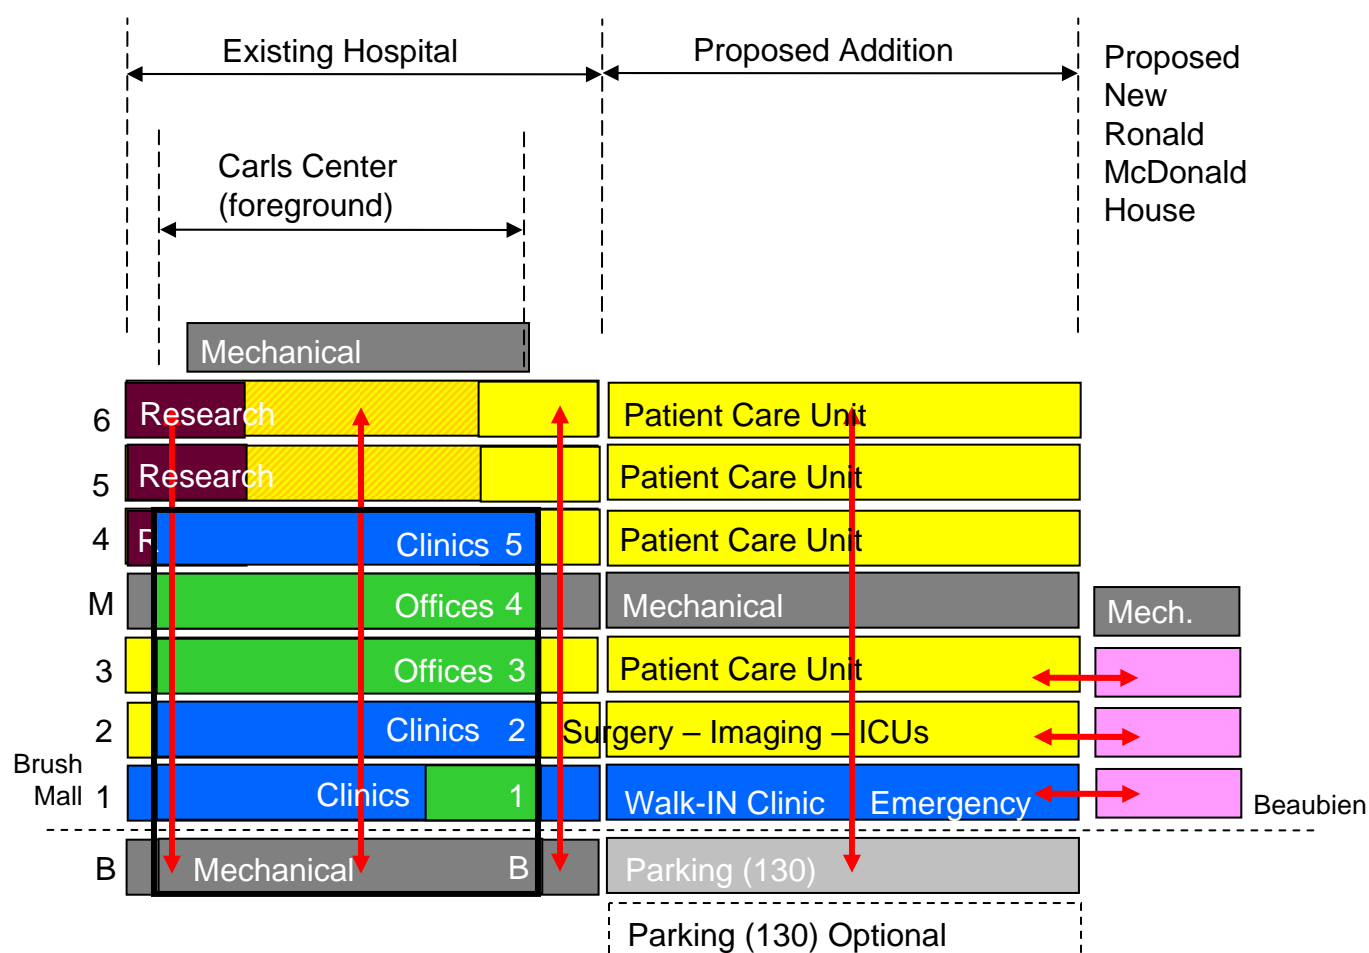 Existing Hospital
Proposed Addition
Proposed
New
Ronald
McDonald
House
Carls Center
(foreground)
Mechanical
6 Research Patient Care Unit
5 Research Patient Care Unit
4 R Clinics 5 Patient Care Unit
M Offices 4 Mechanical Mech.
3 Offices 3 Patient Care Unit
2 Clinics 2 Surgery – Imaging – ICUs
Brush
Mall 1 Clinics 1 Walk-IN Clinic Emergency Beaubien
B Mechanical B Parking (130)
Parking (130) Optional